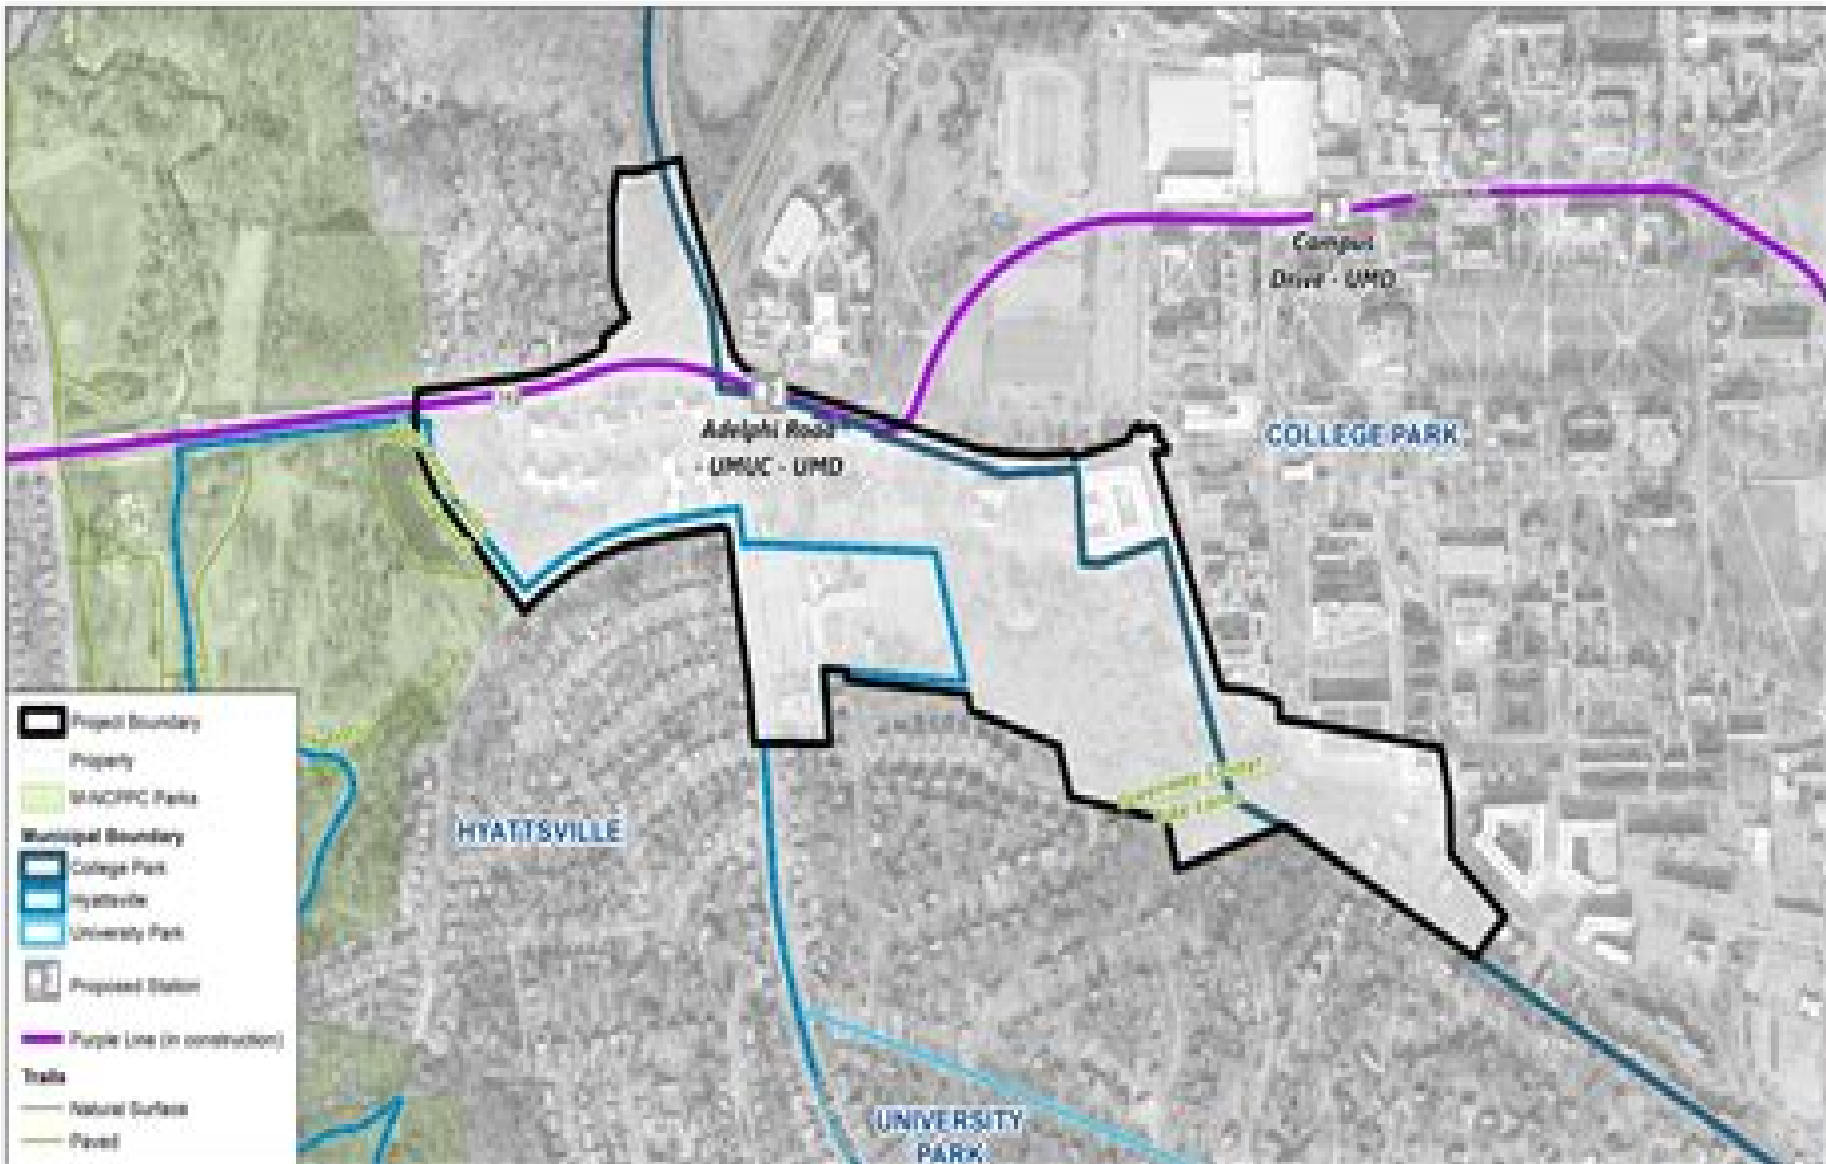 Campus
Drive - UMD
Adelphi Road
- UMUC - UMD
COLLEGE PARK
HYATTSVILLE
UNIVERSITY
PARK
Project Boundary
Property
M-NCPPC Parks
Municipal Boundary
College Park
Hyattsville
University Park
Proposed Station
Purple Line (in construction)
Trails
Natural Surface
Paved